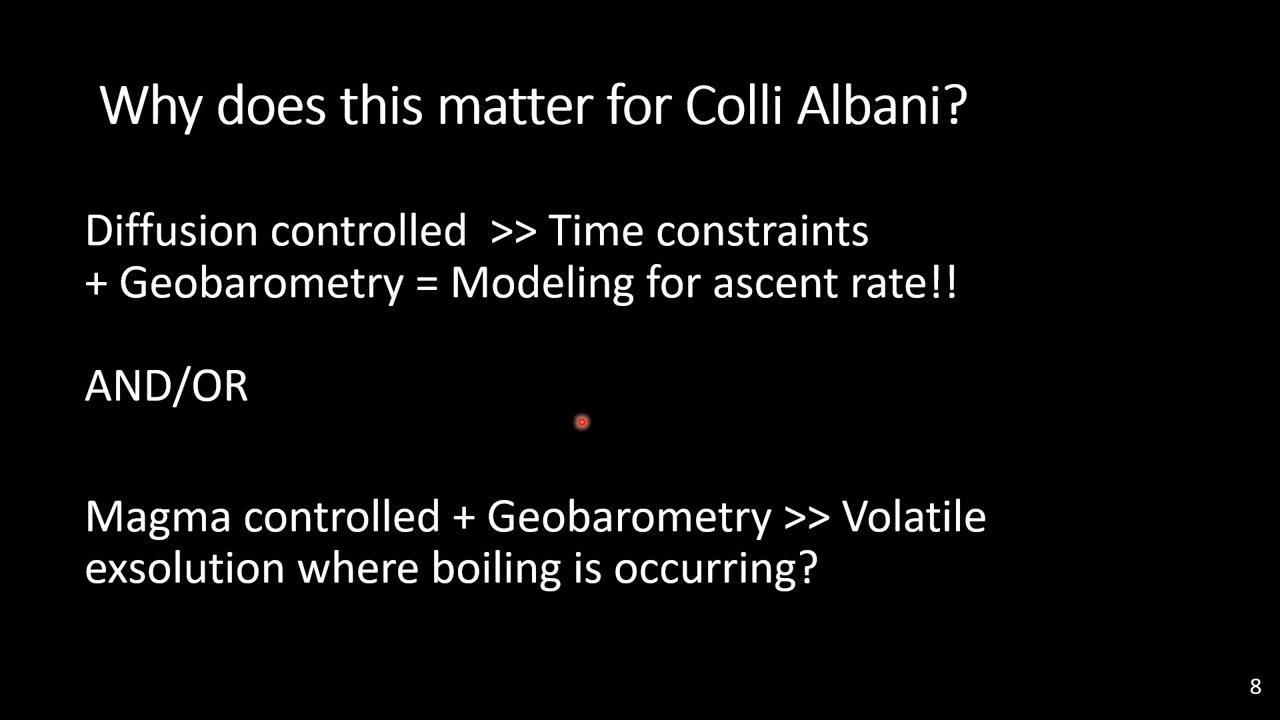 Why does this matter for Colli Albani?
Diffusion controlled >> Time constraints
+ Geobarometry = Modeling for ascent rate!!
AND/OR
Magma controlled + Geobarometry >> Volatile
exsolution where boiling is occurring?
8